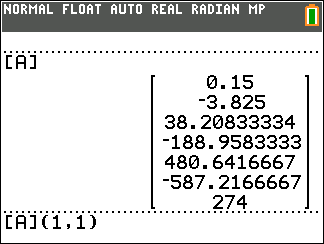 NORMAL FLOAT AUTO REAL RADIAN MP
[A]
0.15
-3.825
38.20833334
-188.9583333
480.6416667
-587.2166667
274
[A](1,1)